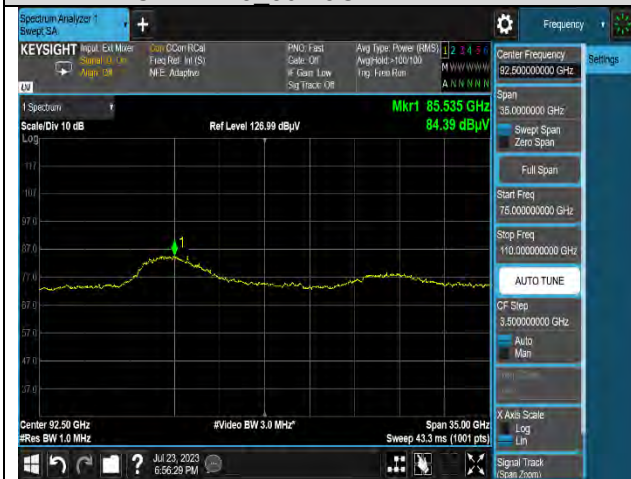 Spectrum Analyzer 1
Swept SA
+
Frequency
KEYSIGHT Input: Ext Mixer
Signal ID: On
Align: Off
Corr CCorr RCal
Freq Ref: Int (S)
NFE: Adaptive
PNO: Fast
Gate: Off
IF Gain: Low
Sig Track: Off
Avg Type: Power (RMS)
Avg|Hold:>100/100
Trig: Free Run
1 2 3 4 5 6
M W W W W W
A N N N N N
Center Frequency
92.500000000 GHz
Settings
Span
35.0000000 GHz
Swept Span
Zero Span
Full Span
Start Freq
75.000000000 GHz
Stop Freq
110.000000000 GHz
AUTO TUNE
CF Step
3.500000000 GHz
Auto
Man
X Axis Scale
Log
Lin
Signal Track
(Span Zoom)
1 Spectrum
Scale/Div 10 dB
Log
Ref Level 126.99 dBµV
Mkr1 85.535 GHz
84.39 dBµV
117
107
97.0
87.0
77.0
67.0
57.0
47.0
37.0
1
Center 92.50 GHz
#Res BW 1.0 MHz
#Video BW 3.0 MHz*
Span 35.00 GHz
Sweep 43.3 ms (1001 pts)
?
Jul 23, 2023
6:56:29 PM